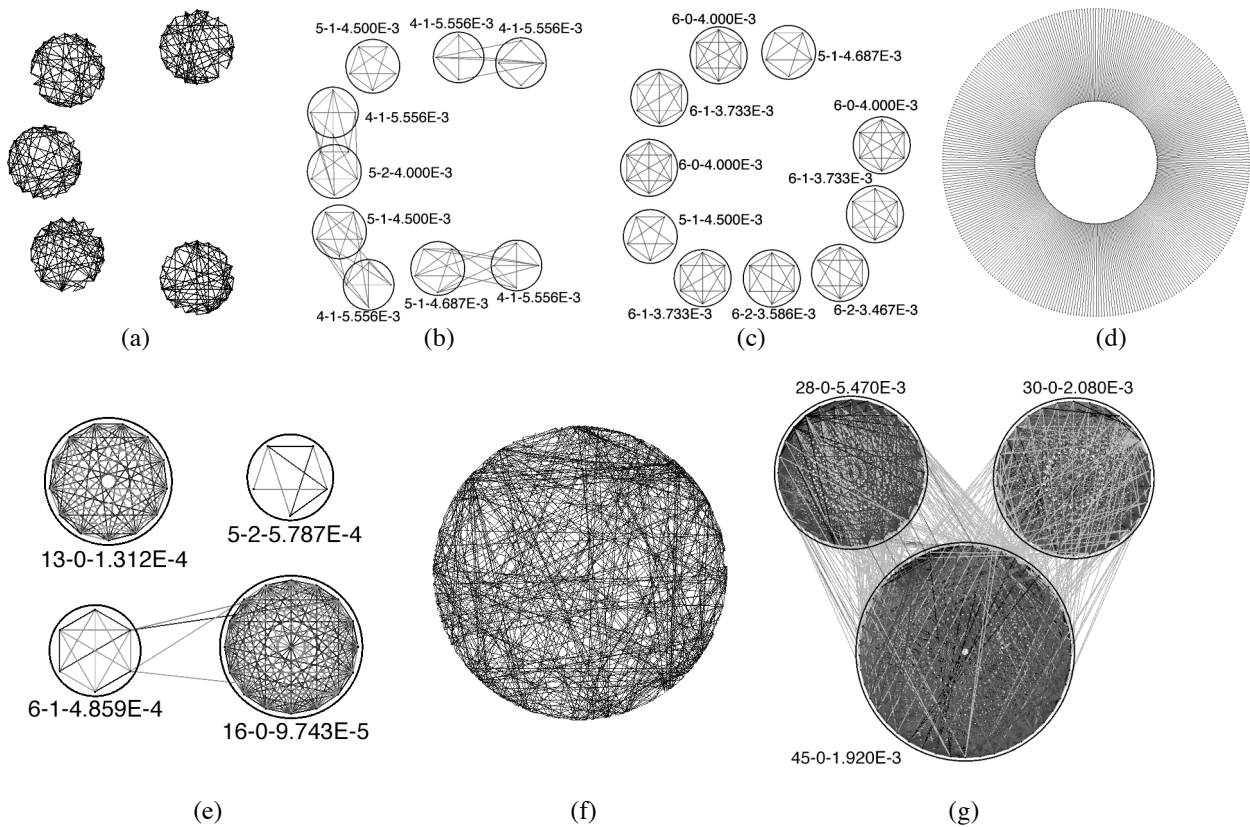 5-1-4.500E-3
4-1-5.556E-3
4-1-5.556E-3
4-1-5.556E-3
5-2-4.000E-3
5-1-4.500E-3
4-1-5.556E-3
5-1-4.687E-3
4-1-5.556E-3
6-0-4.000E-3
5-1-4.687E-3
6-1-3.733E-3
6-0-4.000E-3
6-0-4.000E-3
6-1-3.733E-3
5-1-4.500E-3
6-1-3.733E-3
6-2-3.586E-3
6-2-3.467E-3
(a)
(b)
(c)
(d)
13-0-1.312E-4
5-2-5.787E-4
6-1-4.859E-4
16-0-9.743E-5
28-0-5.470E-3
30-0-2.080E-3
45-0-1.920E-3
(e)
(f)
(g)